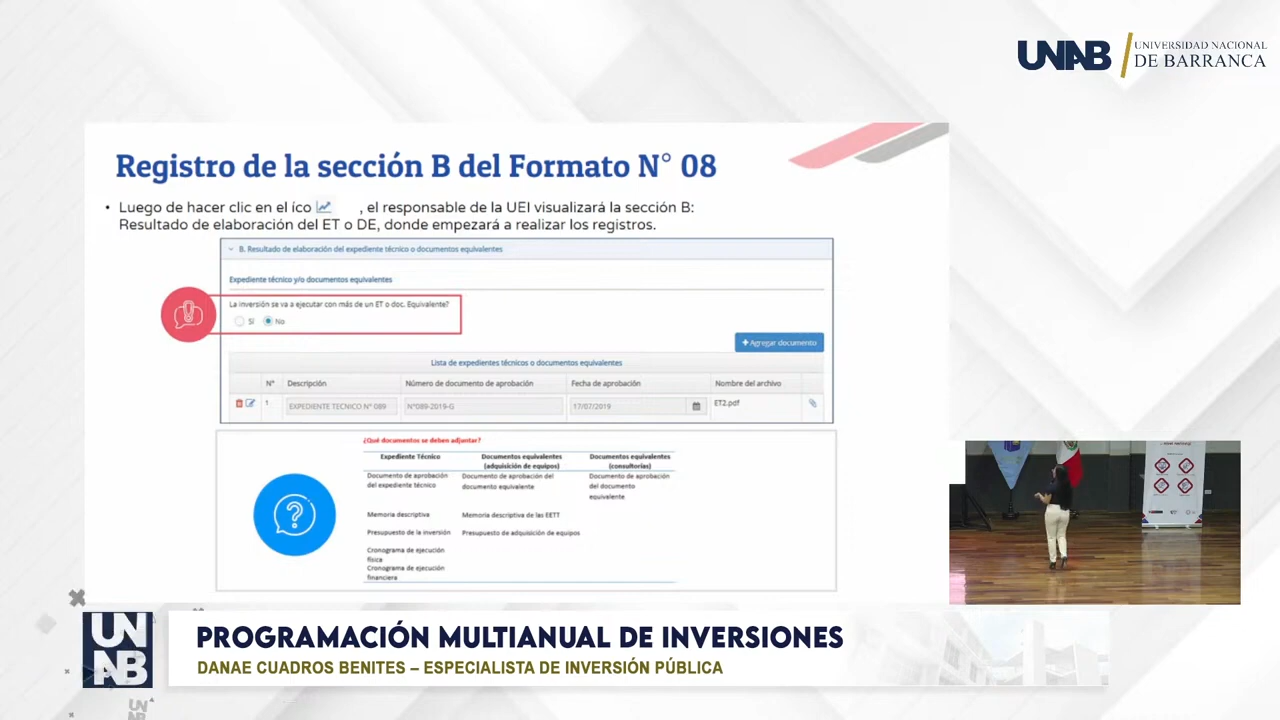 UNAB
UNIVERSIDAD NACIONAL
DE BARRANCA
Registro de la sección B del Formato N° 08
• Luego de hacer clic en el íco , el responsable de la UEI visualizará la sección B:
Resultado de elaboración del ET o DE, donde empezará a realizar los registros.
B. Resultado de elaboración del expediente técnico o documentos equivalentes
Expediente técnico y/o documentos equivalentes
La inversión se va a ejecutar con más de un ET o doc. Equivalente?
Sí No
+ Agregar documento
Lista de expedientes técnicos o documentos equivalentes
N° Descripción Número de documento de aprobación Fecha de aprobación Nombre del archivo
1 EXPEDIENTE TECNICO N° 089 N°089-2019-G 17/07/2019 ET2.pdf
¿Qué documentos se deben adjuntar?
Expediente Técnico Documentos equivalentes Documentos equivalentes
(adquisición de equipos) (consultorías)
Documento de aprobación Documento de aprobación del Documento de aprobación
del expediente técnico documento equivalente del documento
equivalente
Memoria descriptiva Memoria descriptiva de las EETT
Presupuesto de la inversión Presupuesto de adquisición de equipos
Cronograma de ejecución
física
Cronograma de ejecución
financiera
UN
AB
PROGRAMACIÓN MULTIANUAL DE INVERSIONES
DANAE CUADROS BENITES – ESPECIALISTA DE INVERSIÓN PÚBLICA